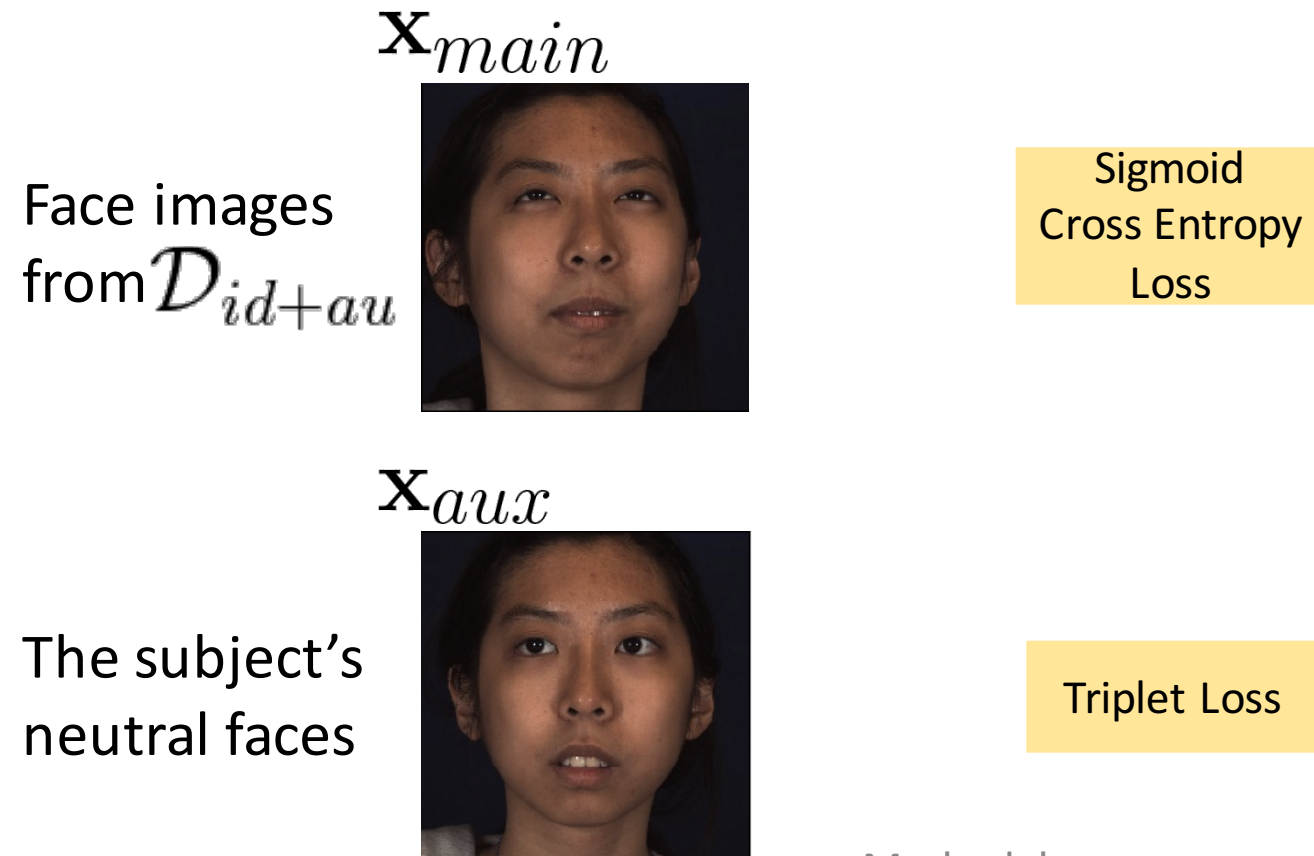 x_main
Face images
from D_id+au
Sigmoid
Cross Entropy
Loss
x_aux
The subject's
neutral faces
Triplet Loss